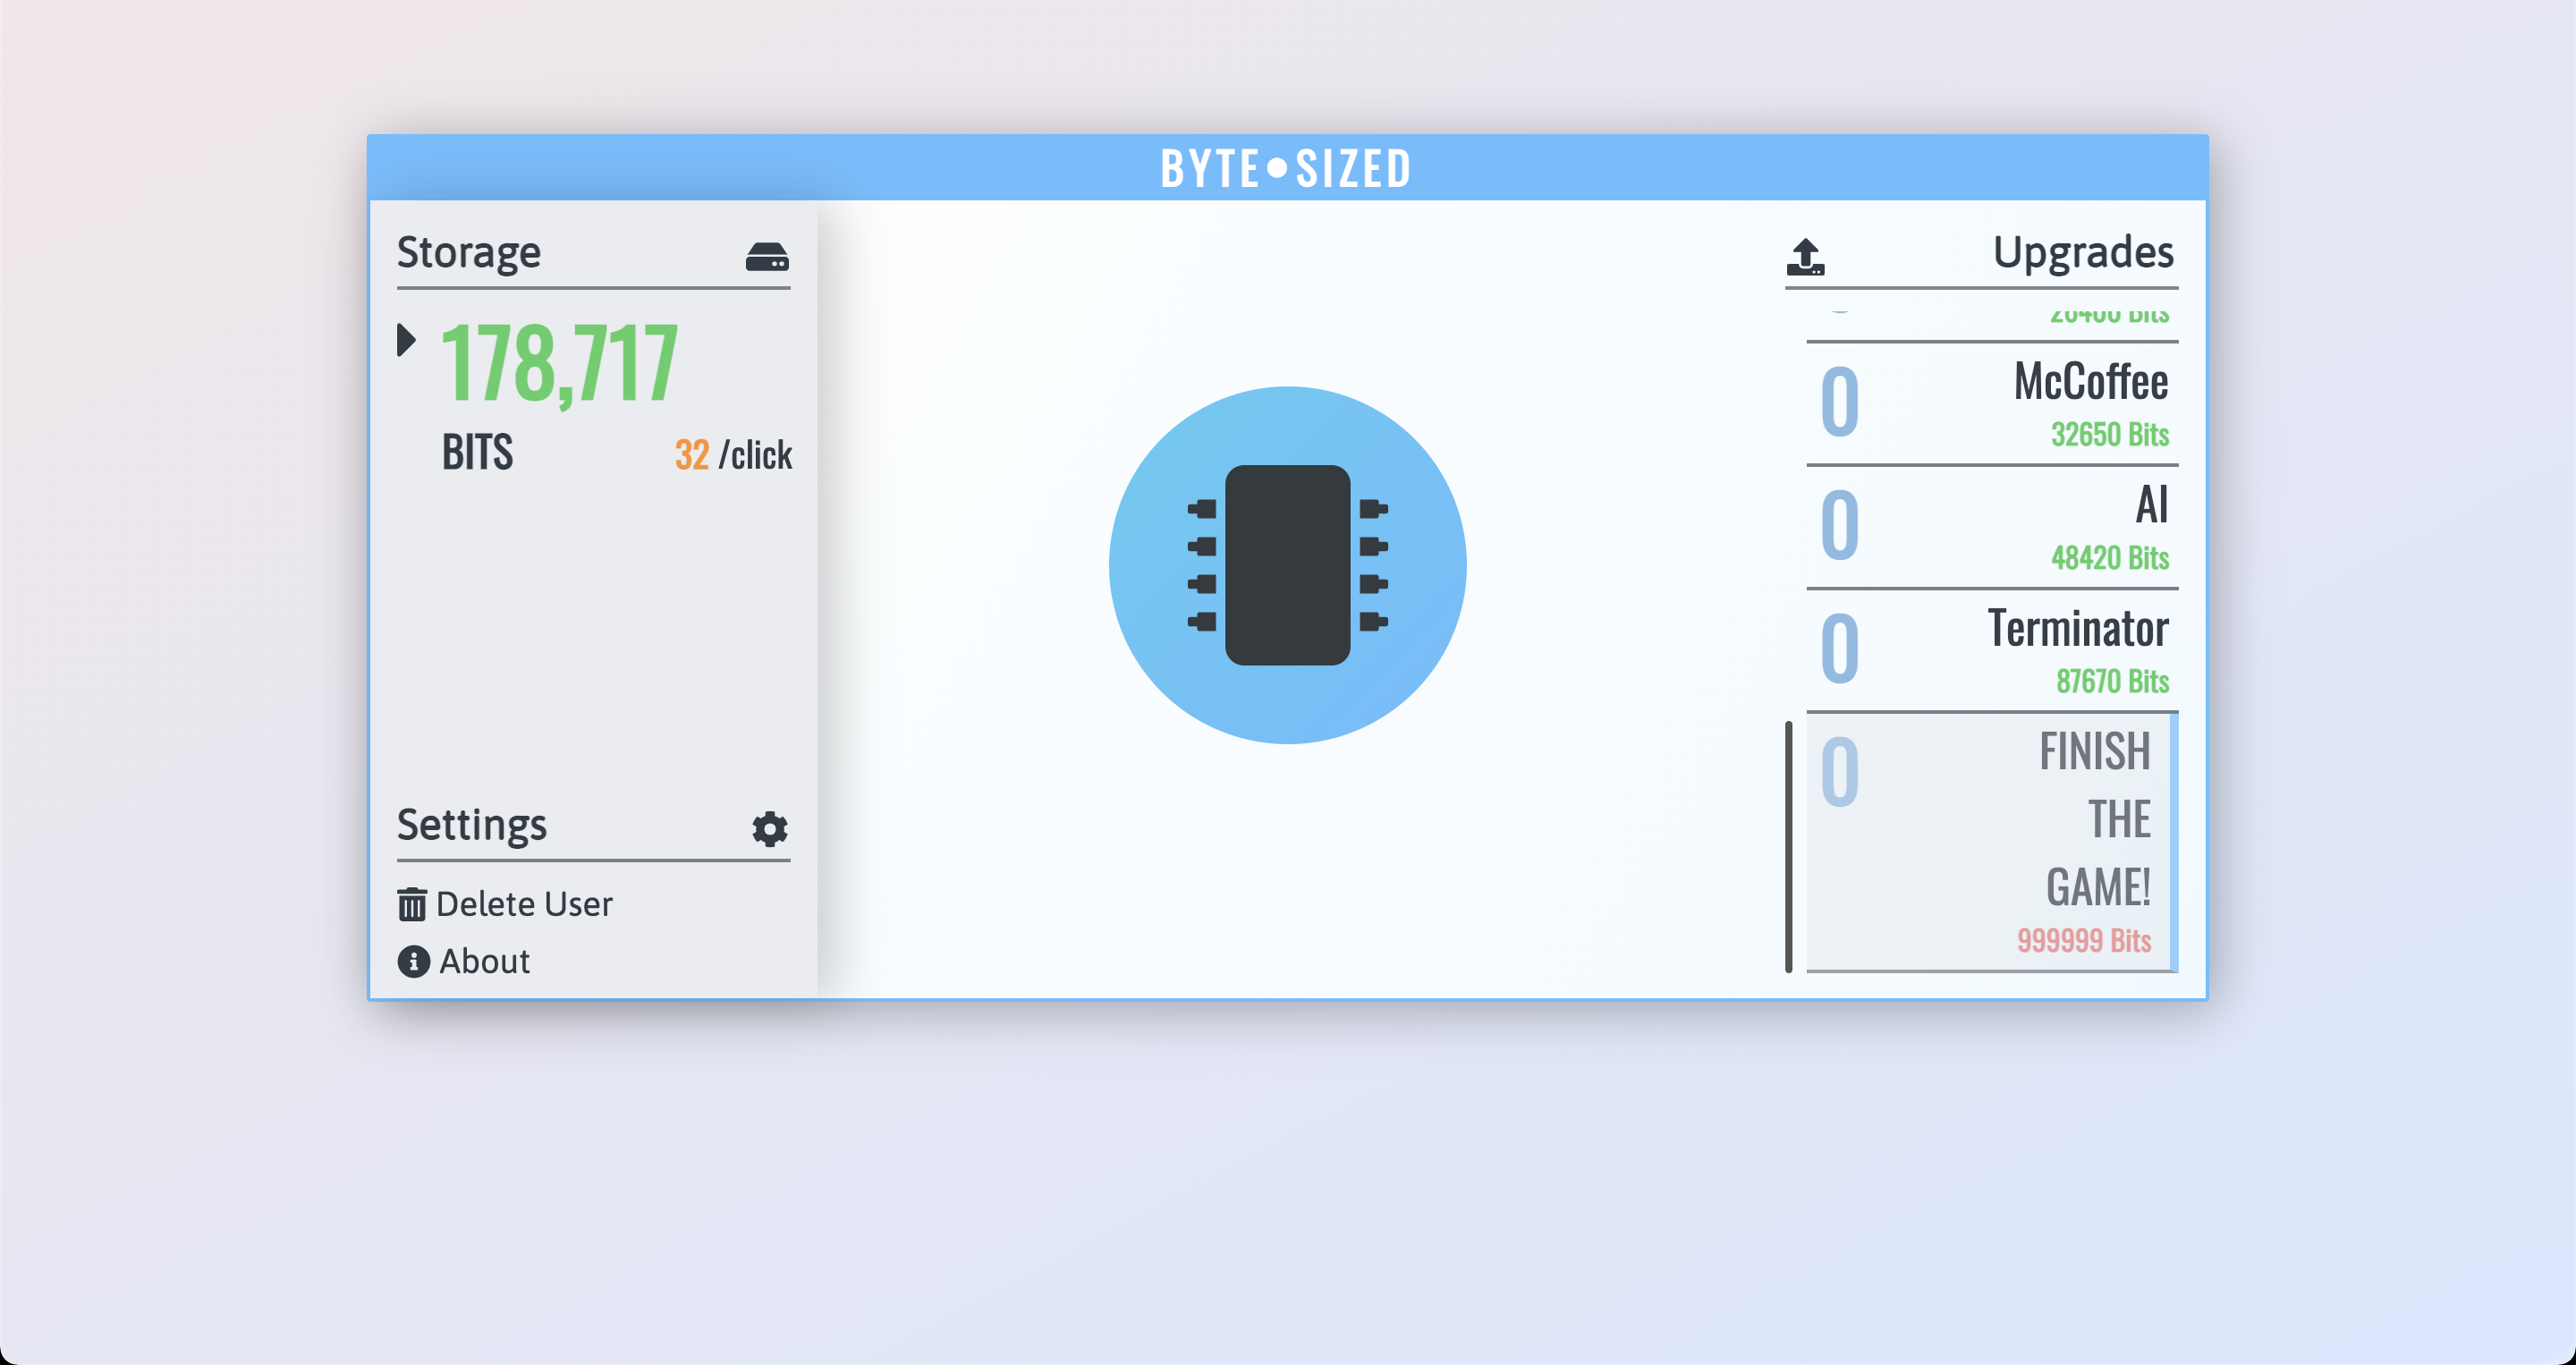 BYTE●SIZED
Storage
178,717
BITS 32 /click
Settings
Delete User
About
Upgrades
Bits
0 McCoffee
32650 Bits
0 AI
48420 Bits
0 Terminator
87670 Bits
0 FINISH
THE
GAME!
999999 Bits